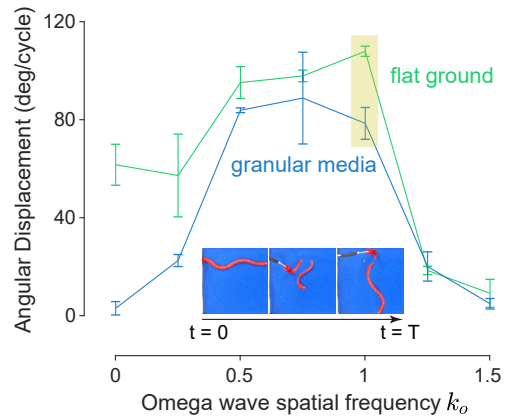 Angular Displacement (deg/cycle)
120
80
40
0
flat ground
granular media
t = 0
t = T
0
0.5
1
1.5
Omega wave spatial frequency kₒ